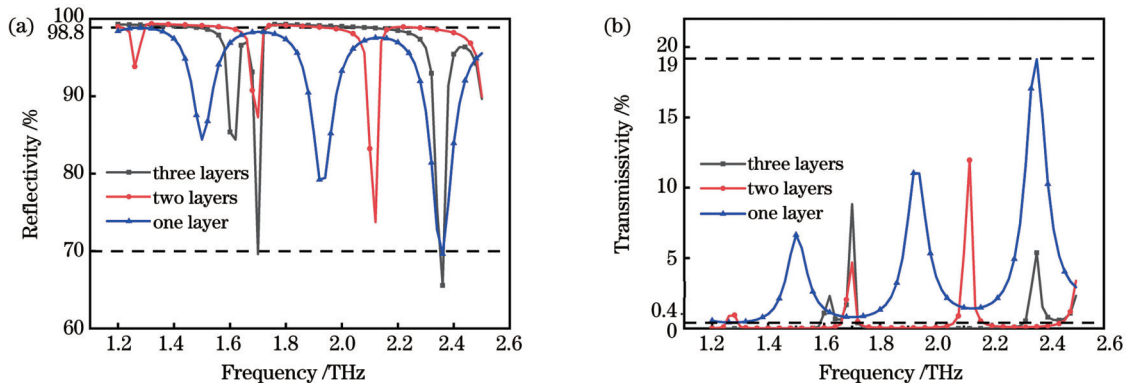 (a)
100
98.8
90
80
70
60
Reflectivity /%
three layers
two layers
one layer
1.2 1.4 1.6 1.8 2.0 2.2 2.4 2.6
Frequency /THz
(b)
20
19
15
10
5
0.4
0
Transmissivity /%
three layers
two layers
one layer
1.2 1.4 1.6 1.8 2.0 2.2 2.4 2.6
Frequency /THz